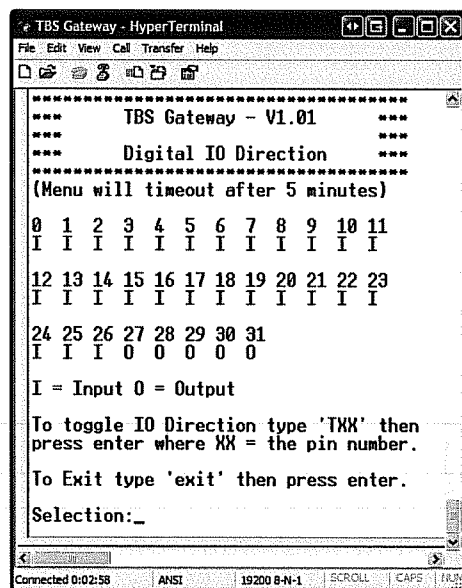 TBS Gateway - HyperTerminal
File Edit View Call Transfer Help
****************************************
*** TBS Gateway - V1.01 ***
*** ***
*** Digital IO Direction ***
****************************************
(Menu will timeout after 5 minutes)
0 1 2 3 4 5 6 7 8 9 10 11
I I I I I I I I I I I I
12 13 14 15 16 17 18 19 20 21 22 23
I I I I I I I I I I I I
24 25 26 27 28 29 30 31
I I I O O O O O
I = Input O = Output
To toggle IO Direction type 'TXX' then
press enter where XX = the pin number.
To Exit type 'exit' then press enter.
Selection:_
Connected 0:02:58 ANSI 19200 8-N-1 SCROLL CAPS NUM